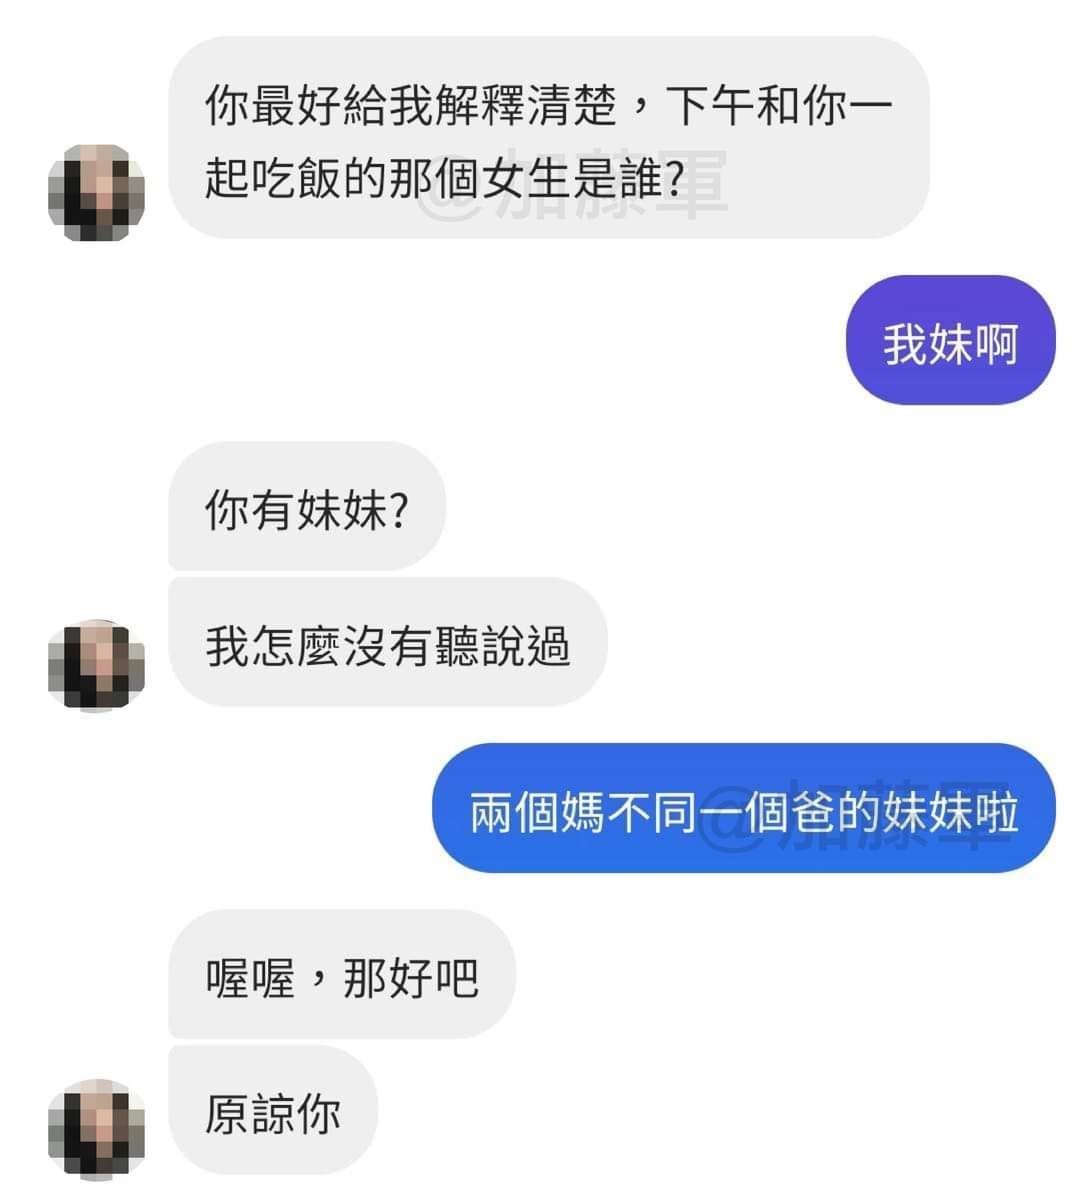 你最好給我解釋清楚，下午和你一
起吃飯的那個女生是誰?
@加藤軍
我妹啊
你有妹妹?
我怎麼沒有聽說過
兩個媽不同一個爸的妹妹啦
@加藤軍
喔喔，那好吧
原諒你